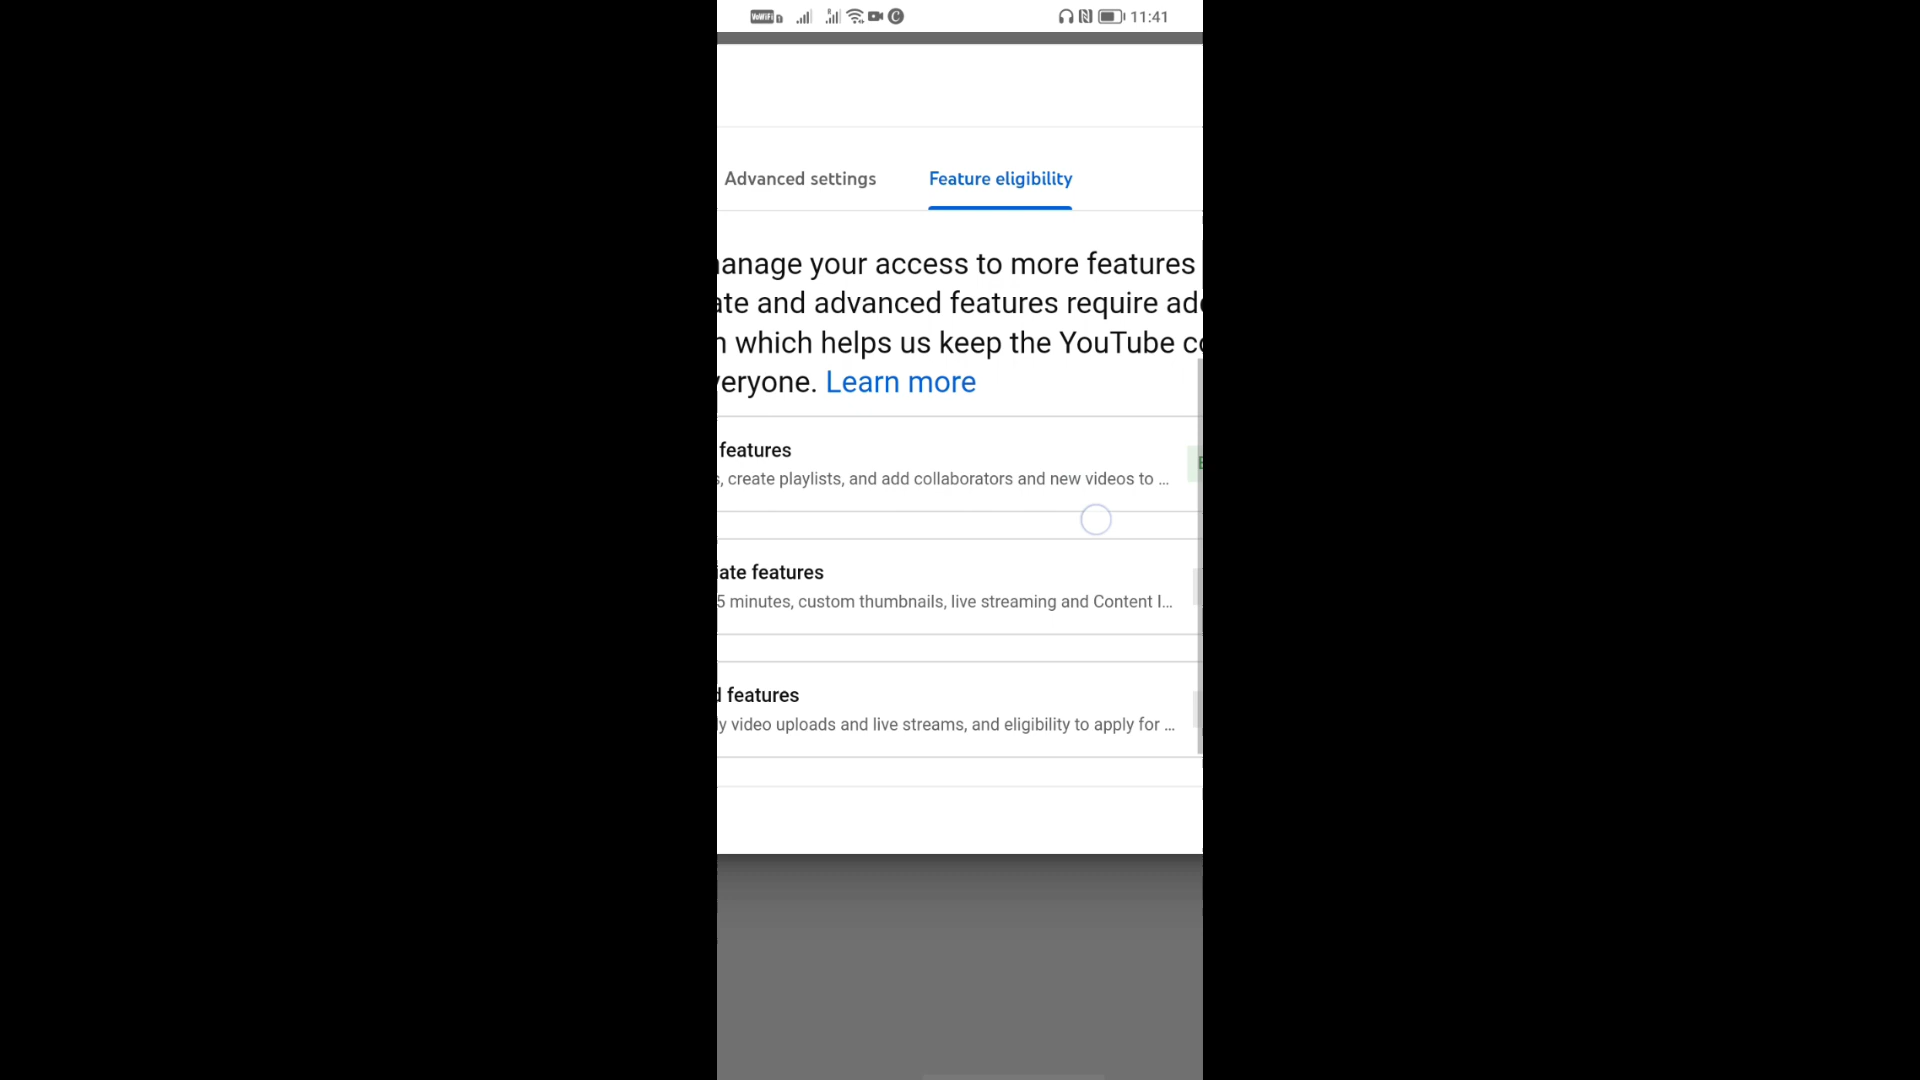 VoWiFi 11:41
Advanced settings Feature eligibility
anage your access to more features
ate and advanced features require ad
n which helps us keep the YouTube c
eryone. Learn more
features
s, create playlists, and add collaborators and new videos to ...
iate features
5 minutes, custom thumbnails, live streaming and Content I...
d features
ly video uploads and live streams, and eligibility to apply for ...